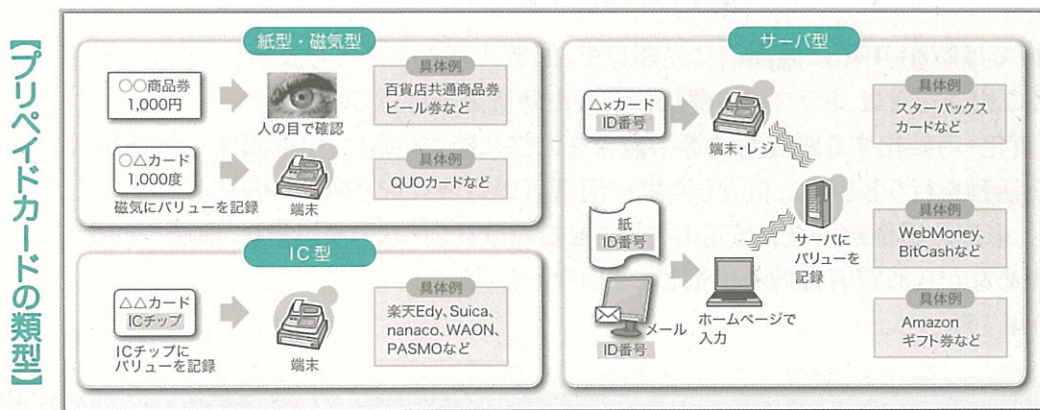 【プリペイドカードの類型】
紙型・磁気型
○○商品券
1,000円
人の目で確認
具体例
百貨店共通商品券
ビール券など
○△カード
1,000度
磁気にバリューを記録
端末
具体例
QUOカードなど
IC型
△△カード
ICチップ
ICチップに
バリューを記録
端末
具体例
楽天Edy、Suica、
nanaco、WAON、
PASMOなど
サーバ型
△×カード
ID番号
端末・レジ
具体例
スターバックス
カードなど
紙
ID番号
メール
ID番号
ホームページで
入力
サーバに
バリューを
記録
具体例
WebMoney、
BitCashなど
具体例
Amazon
ギフト券など